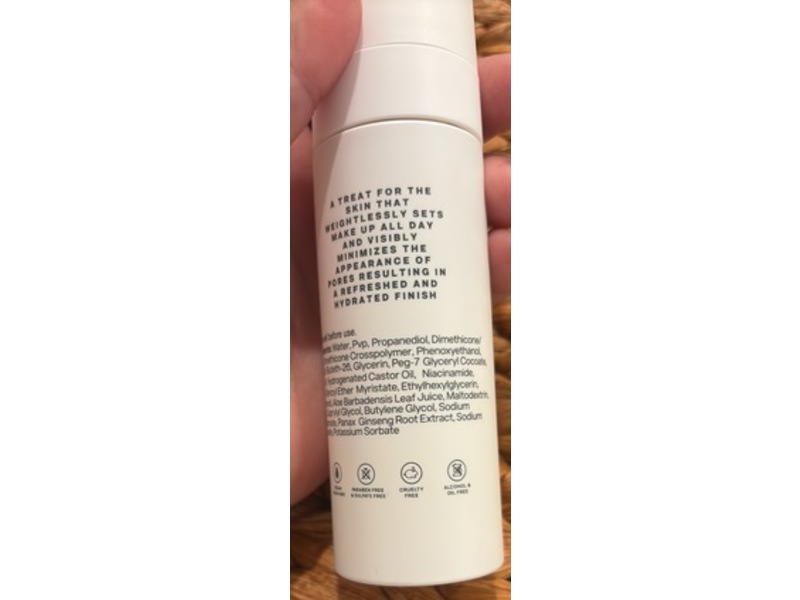 A TREAT FOR THE
SKIN THAT
WEIGHTLESSLY SETS
MAKE UP ALL DAY
AND VISIBLY
MINIMIZES THE
APPEARANCE OF
PORES RESULTING IN
A REFRESHED AND
HYDRATED FINISH
before use.
Water, Pvp, Propanediol, Dimethicone/
Crosspolymer, Phenoxyethanol,
Glycerin, Peg-7 Glyceryl Cocoate,
Hydrogenated Castor Oil, Niacinamide,
Ether Myristate, Ethylhexylglycerin,
Aloe Barbadensis Leaf Juice, Maltodextrin,
Glycol, Butylene Glycol, Sodium
Panax Ginseng Root Extract, Sodium
Potassium Sorbate
PARABEN FREE
& SULFATE FREE
CRUELTY
FREE
ALCOHOL &
OIL FREE